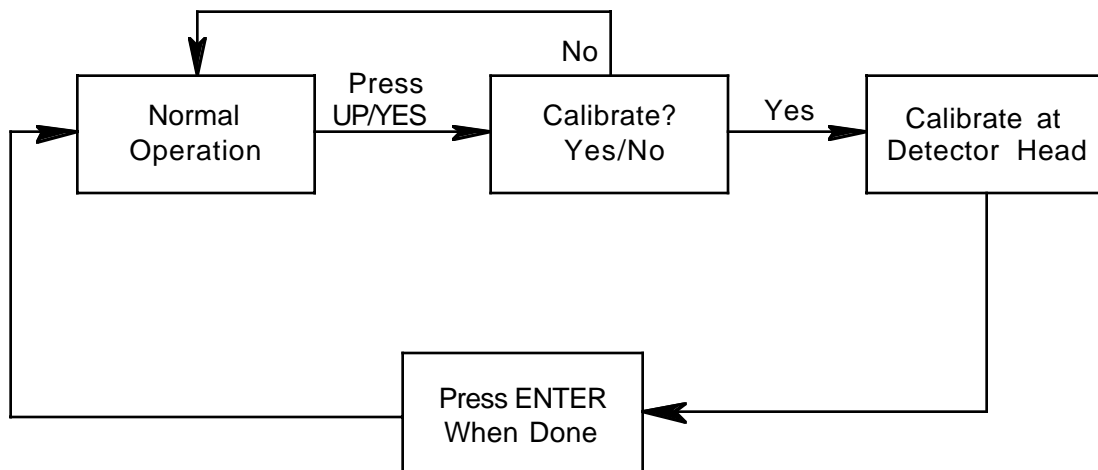 No
Press
UP/YES
Normal
Operation
Calibrate?
Yes/No
Yes
Calibrate at
Detector Head
Press ENTER
When Done